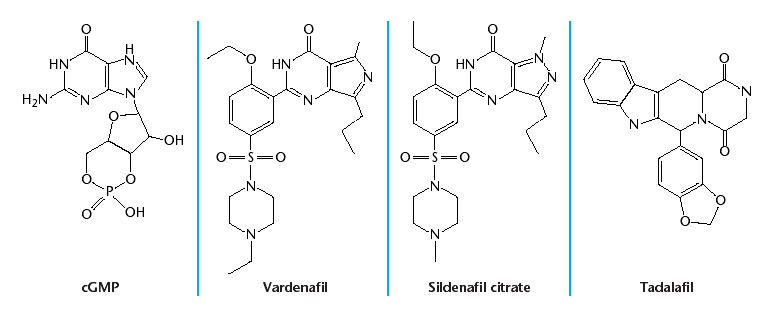 O
H
HN N
H₂N N N
O
OH
O O
P
O OH
cGMP
O
O HN
N
N
O S O
N
N
Vardenafil
O
O N
HN N
N
O S O
N
N
Sildenafil citrate
O
N
N
N
O
O
O
Tadalafil